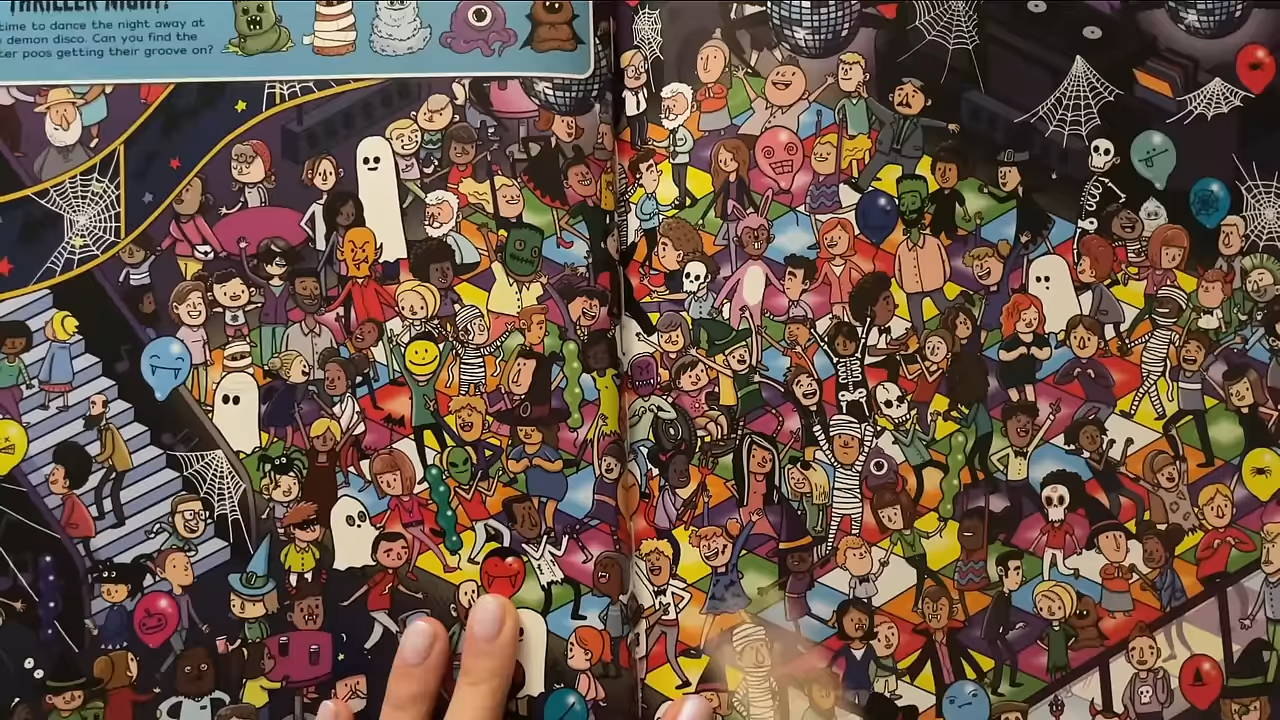 THRILLER NIGHT!
time to dance the night away at
demon disco. Can you find the
poos getting their groove on?